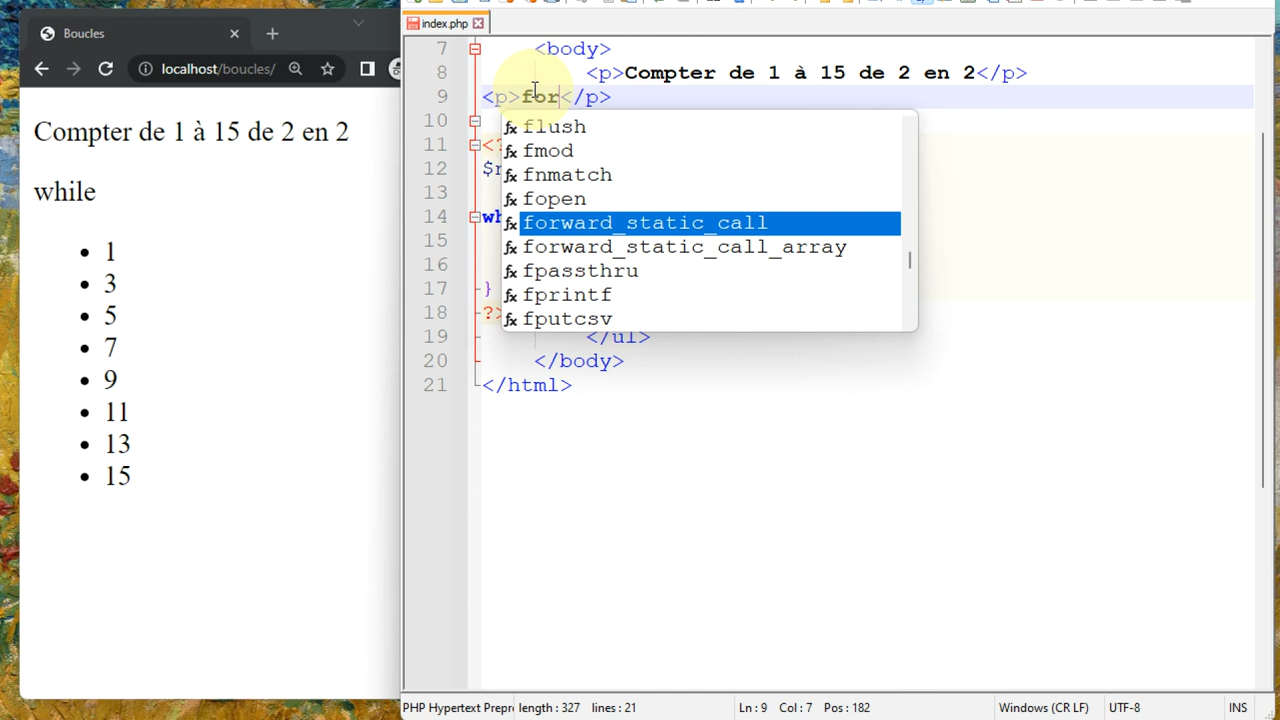 Boucles
localhost/boucles/
Compter de 1 à 15 de 2 en 2
while
1
3
5
7
9
11
13
15
index.php
7 <body>
8 <p>Compter de 1 à 15 de 2 en 2</p>
9 <p>for</p>
10
11 <?
12
13
14
15
16
17 }
18 ?>
19 </ul>
20 </body>
21 </html>
flush
fmod
fnmatch
fopen
forward_static_call
forward_static_call_array
fpassthru
fprintf
fputcsv
PHP Hypertext Prepr length : 327 lines : 21 Ln : 9 Col : 7 Pos : 182 Windows (CR LF) UTF-8 INS